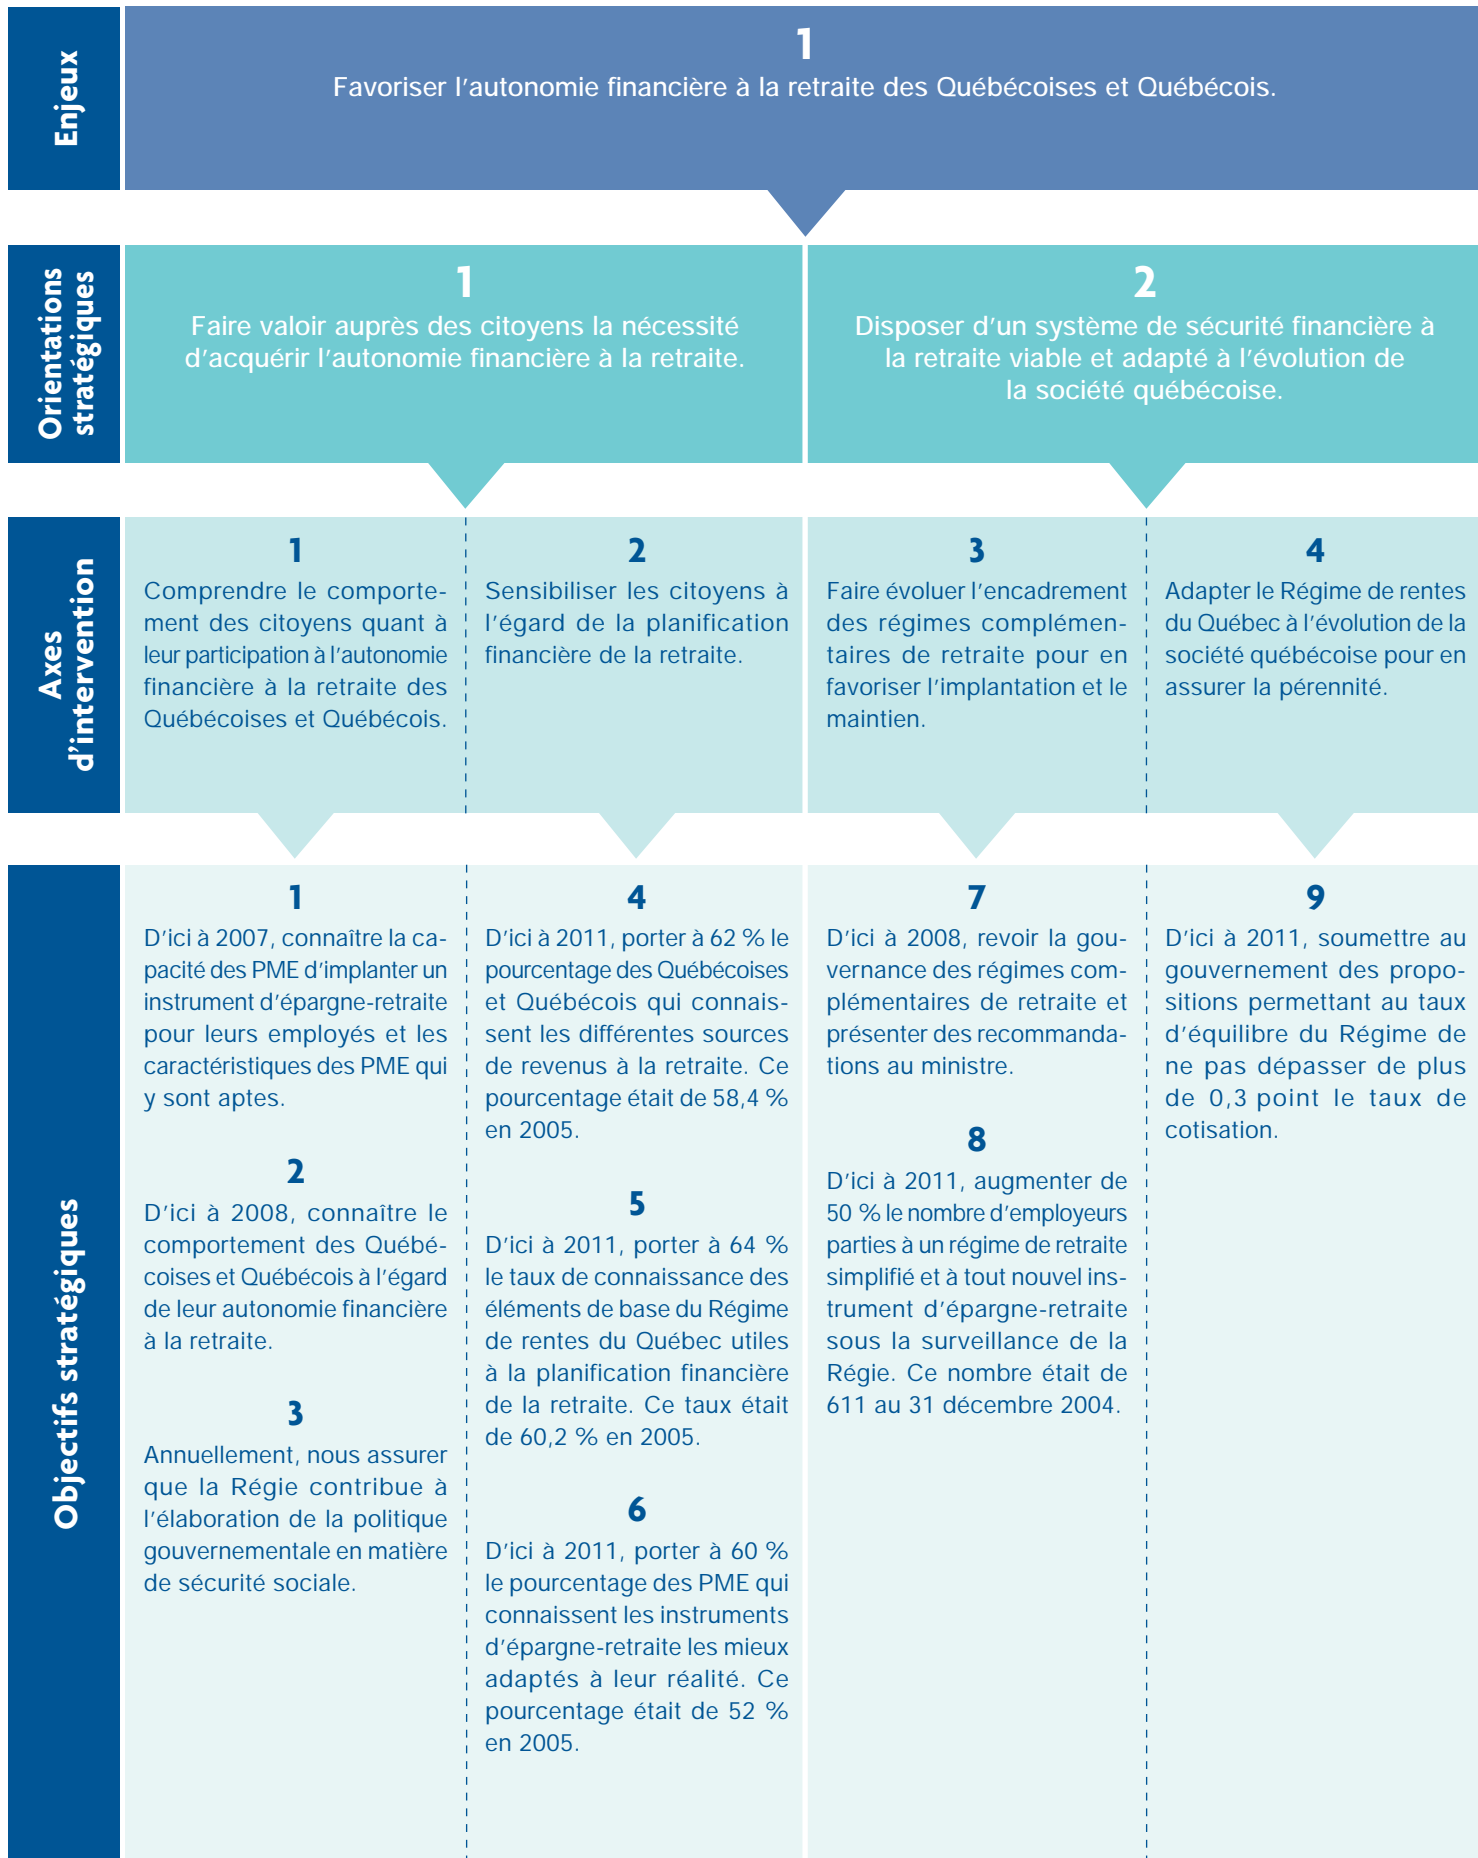 Enjeux
1
Favoriser l'autonomie financière à la retraite des Québécoises et Québécois.
Orientations
stratégiques
1
Faire valoir auprès des citoyens la nécessité
d'acquérir l'autonomie financière à la retraite.
2
Disposer d'un système de sécurité financière à
la retraite viable et adapté à l'évolution de
la société québécoise.
Axes
d'intervention
1
Comprendre le comporte-
ment des citoyens quant à
leur participation à l'autonomie
financière à la retraite des
Québécoises et Québécois.
2
Sensibiliser les citoyens à
l'égard de la planification
financière de la retraite.
3
Faire évoluer l'encadrement
des régimes complémen-
taires de retraite pour en
favoriser l'implantation et le
maintien.
4
Adapter le Régime de rentes
du Québec à l'évolution de la
société québécoise pour en
assurer la pérennité.
Objectifs stratégiques
1
D'ici à 2007, connaître la ca-
pacité des PME d'implanter un
instrument d'épargne-retraite
pour leurs employés et les
caractéristiques des PME qui
y sont aptes.
2
D'ici à 2008, connaître le
comportement des Québé-
coises et Québécois à l'égard
de leur autonomie financière
à la retraite.
3
Annuellement, nous assurer
que la Régie contribue à
l'élaboration de la politique
gouvernementale en matière
de sécurité sociale.
4
D'ici à 2011, porter à 62 % le
pourcentage des Québécoises
et Québécois qui connais-
sent les différentes sources
de revenus à la retraite. Ce
pourcentage était de 58,4 %
en 2005.
5
D'ici à 2011, porter à 64 %
le taux de connaissance des
éléments de base du Régime
de rentes du Québec utiles
à la planification financière
de la retraite. Ce taux était
de 60,2 % en 2005.
6
D'ici à 2011, porter à 60 %
le pourcentage des PME qui
connaissent les instruments
d'épargne-retraite les mieux
adaptés à leur réalité. Ce
pourcentage était de 52 %
en 2005.
7
D'ici à 2008, revoir la gou-
vernance des régimes com-
plémentaires de retraite et
présenter des recommanda-
tions au ministre.
8
D'ici à 2011, augmenter de
50 % le nombre d'employeurs
parties à un régime de retraite
simplifié et à tout nouvel ins-
trument d'épargne-retraite
sous la surveillance de la
Régie. Ce nombre était de
611 au 31 décembre 2004.
9
D'ici à 2011, soumettre au
gouvernement des propo-
sitions permettant au taux
d'équilibre du Régime de
ne pas dépasser de plus
de 0,3 point le taux de
cotisation.